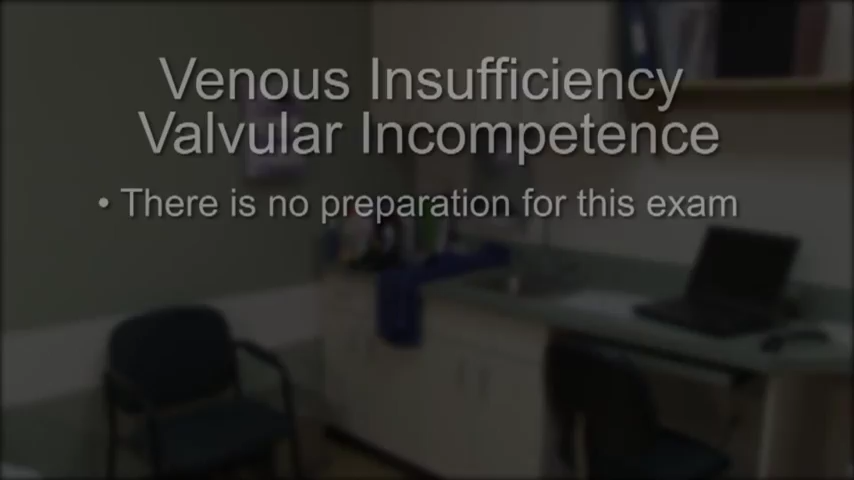 Venous Insufficiency
Valvular Incompetence
• There is no preparation for this exam